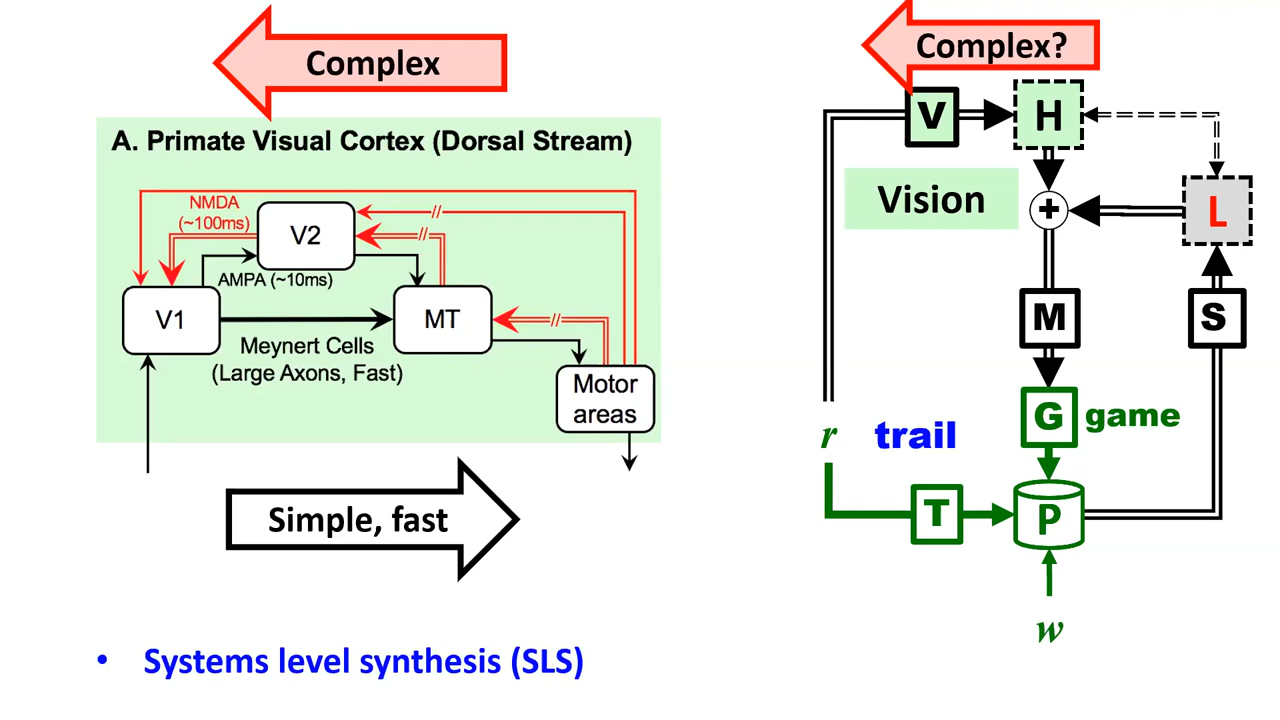 Complex
A. Primate Visual Cortex (Dorsal Stream)
NMDA
(~100ms)
V2
AMPA (~10ms)
V1
MT
Meynert Cells
(Large Axons, Fast)
Motor
areas
Simple, fast
• Systems level synthesis (SLS)
Complex?
V
H
Vision
+
L
M
S
G
game
r
trail
T
P
w
//
//
//